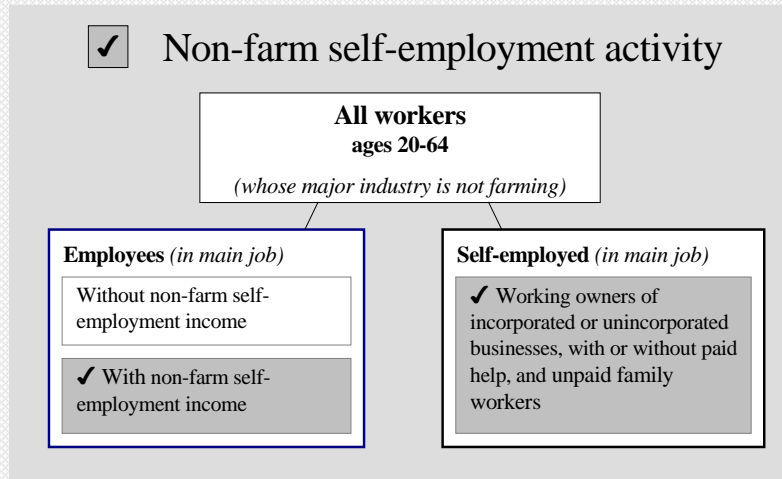 ✔ Non-farm self-employment activity
All workers
ages 20-64
(whose major industry is not farming)
Employees (in main job)
Without non-farm self-
employment income
✔ With non-farm self-
employment income
Self-employed (in main job)
✔ Working owners of
incorporated or unincorporated
businesses, with or without paid
help, and unpaid family
workers